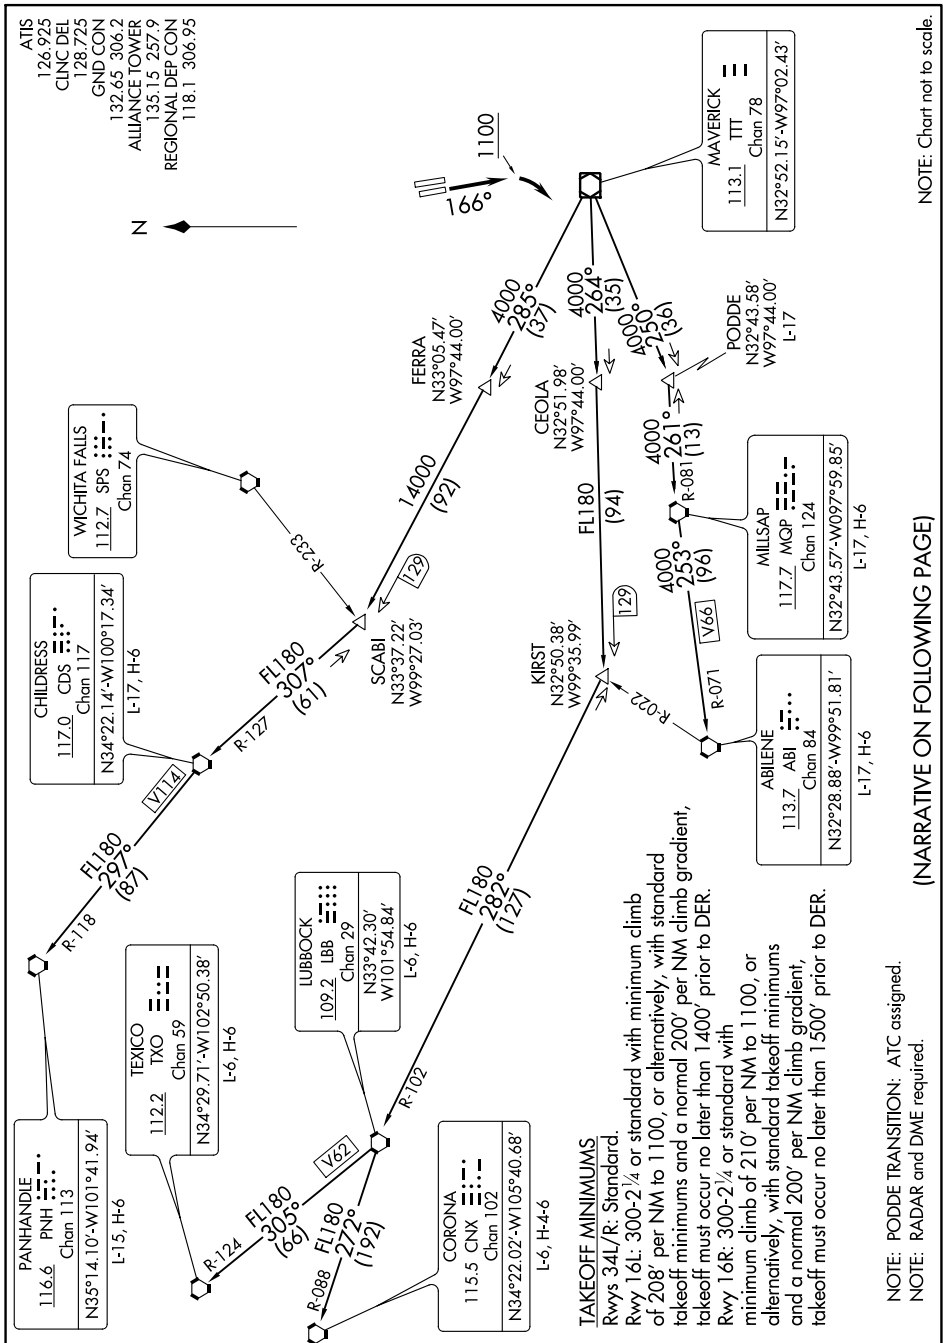 ATIS
126.925
CLNC DEL
128.725
GND CON
132.65 306.2
ALLIANCE TOWER
135.15 257.9
REGIONAL DEP CON
118.1 306.95
N
1100
166°
NOTE: Chart not to scale.
MAVERICK
113.1 TTT
Chan 78
N32°52.15'-W97°02.43'
4000
285°
(37)
4000
264°
(35)
4000
250°
(36)
FERRA
N33°05.47'
W97°44.00'
CEOLA
N32°51.98'
W97°44.00'
PODDE
N32°43.58'
W97°44.00'
L-17
WICHITA FALLS
112.7 SPS
Chan 74
R-233
14000
(92)
129
FL180
(94)
129
4000
261°
(13)
R-081
MILLSAP
117.7 MQP
Chan 124
N32°43.57'-W097°59.85'
L-17, H-6
4000
253°
(96)
V66
R-071
CHILDRESS
117.0 CDS
Chan 117
N34°22.14'-W100°17.34'
L-17, H-6
SCABI
N33°37.22'
W99°27.03'
FL180
307°
(61)
R-127
KIRST
N32°50.38'
W99°35.99'
R-022
ABILENE
113.7 ABI
Chan 84
N32°28.88'-W99°51.81'
L-17, H-6
V114
FL180
297°
(87)
R-118
FL180
282°
(127)
R-102
PANHANDLE
116.6 PNH
Chan 113
N35°14.10'-W101°41.94'
L-15, H-6
TEXICO
112.2 TXO
Chan 59
N34°29.71'-W102°50.38'
L-6, H-6
LUBBOCK
109.2 LBB
Chan 29
N33°42.30'
W101°54.84'
L-6, H-6
V62
FL180
305°
(66)
R-124
FL180
272°
(192)
R-088
CORONA
115.5 CNX
Chan 102
N34°22.02'-W105°40.68'
L-6, H-4-6
TAKEOFF MINIMUMS
Rwys 34L/R: Standard.
Rwy 16L: 300-2¼ or standard with minimum climb
of 208' per NM to 1100, or alternatively, with standard
takeoff minimums and a normal 200' per NM climb gradient,
takeoff must occur no later than 1400' prior to DER.
Rwy 16R: 300-2¼ or standard with
minimum climb of 210' per NM to 1100, or
alternatively, with standard takeoff minimums
and a normal 200' per NM climb gradient,
takeoff must occur no later than 1500' prior to DER.
NOTE: PODDE TRANSITION: ATC assigned.
NOTE: RADAR and DME required.
(NARRATIVE ON FOLLOWING PAGE)